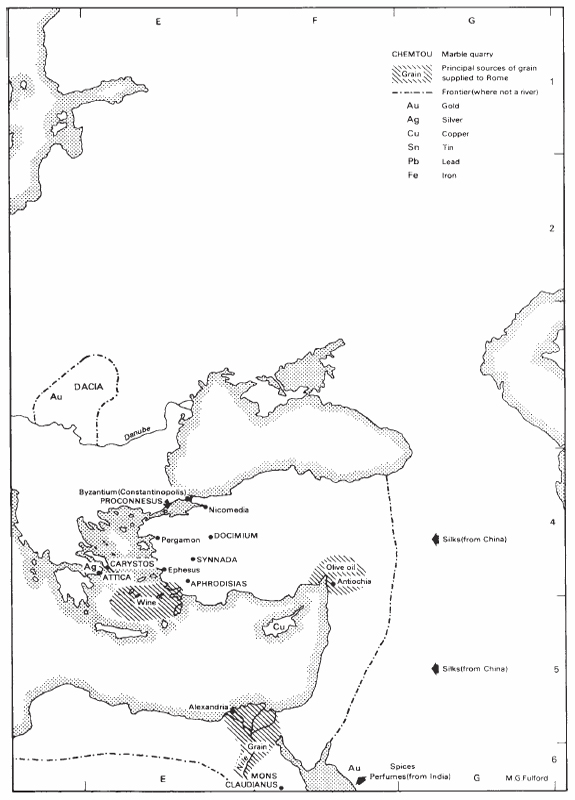 E F G
CHEMTOU Marble quarry
Grain Principal sources of grain
supplied to Rome
Frontier(where not a river)
Au Gold
Ag Silver
Cu Copper
Sn Tin
Pb Lead
Fe Iron
1
2
DACIA
Au
Danube
Byzantium(Constantinopolis)
PROCONNESUS
Nicomedia
4
Pergamon
DOCIMIUM
Silks(from China)
SYNNADA
Ag
CARYSTOS
Ephesus
ATTICA
APHRODISIAS
Olive oil
Antiochia
Wine
Cu
5
Silks(from China)
Alexandria
Grain
Nile
6
MONS
CLAUDIANUS
Au
Spices
Perfumes(from India)
E G M.G.Fulford